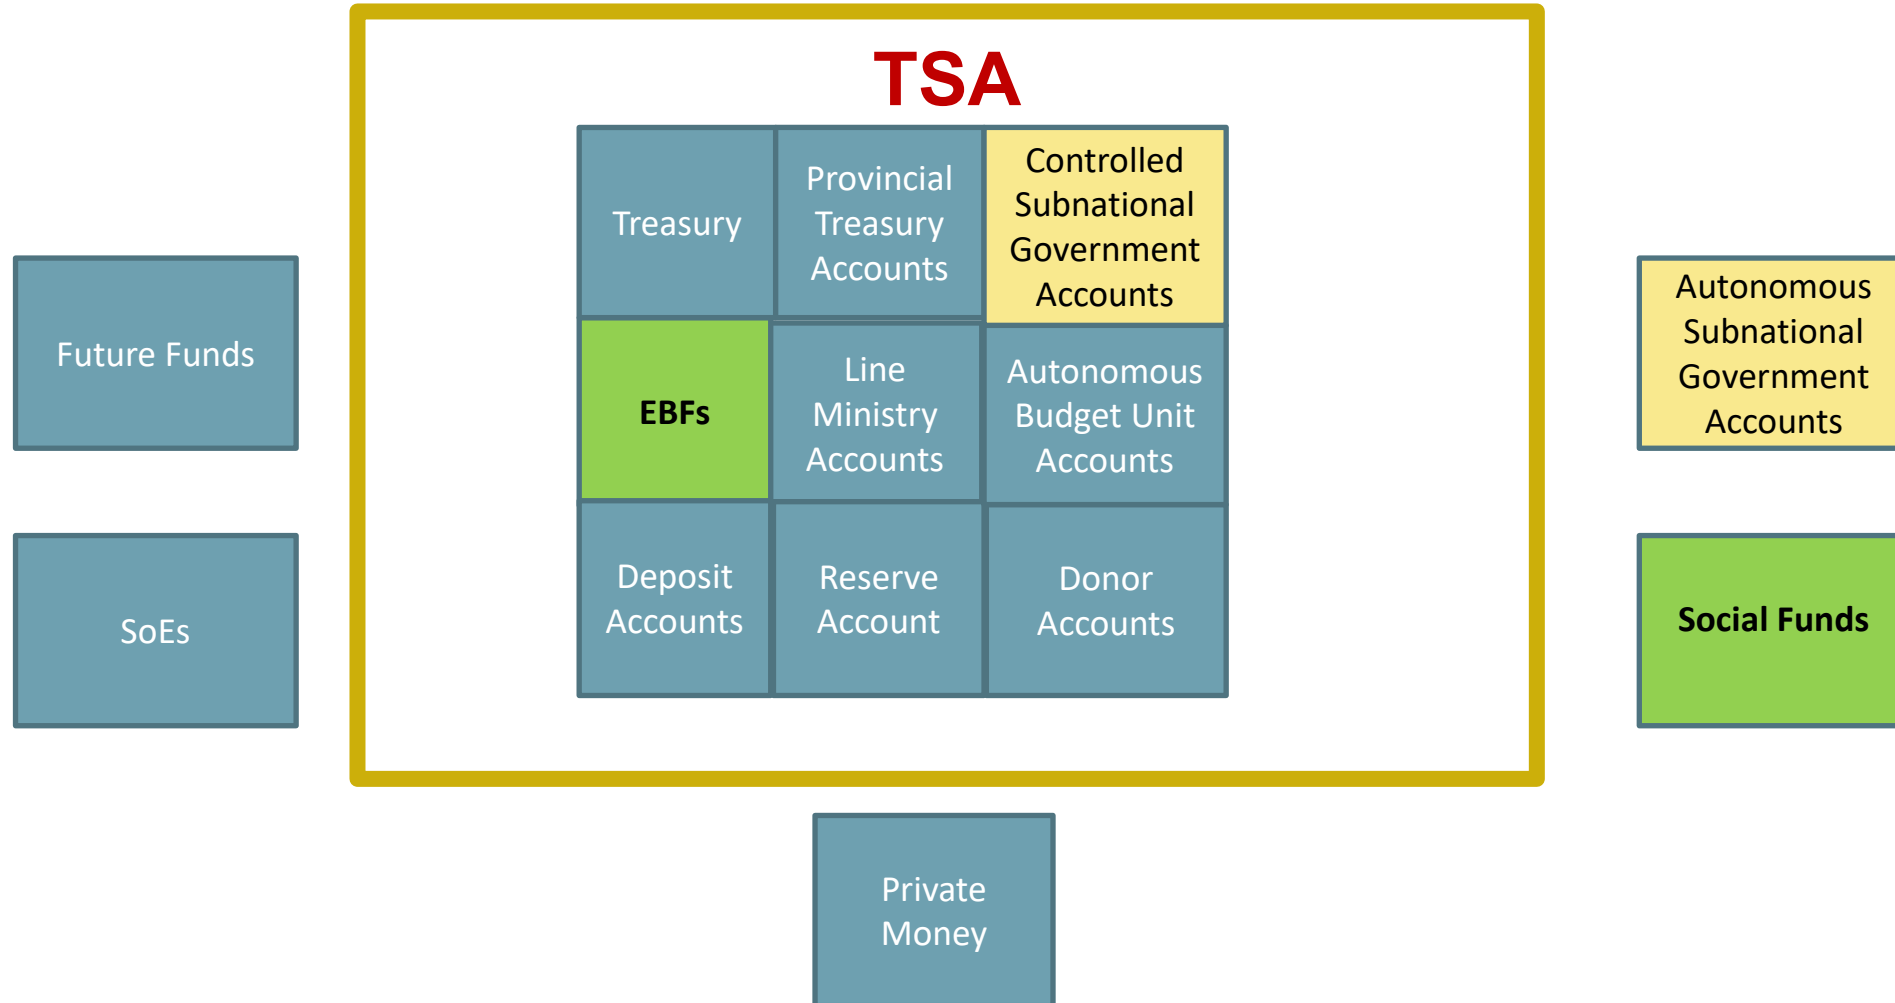 TSA
Treasury
Provincial
Treasury
Accounts
Controlled
Subnational
Government
Accounts
EBFs
Line
Ministry
Accounts
Autonomous
Budget Unit
Accounts
Deposit
Accounts
Reserve
Account
Donor
Accounts
Future Funds
SoEs
Autonomous
Subnational
Government
Accounts
Social Funds
Private
Money